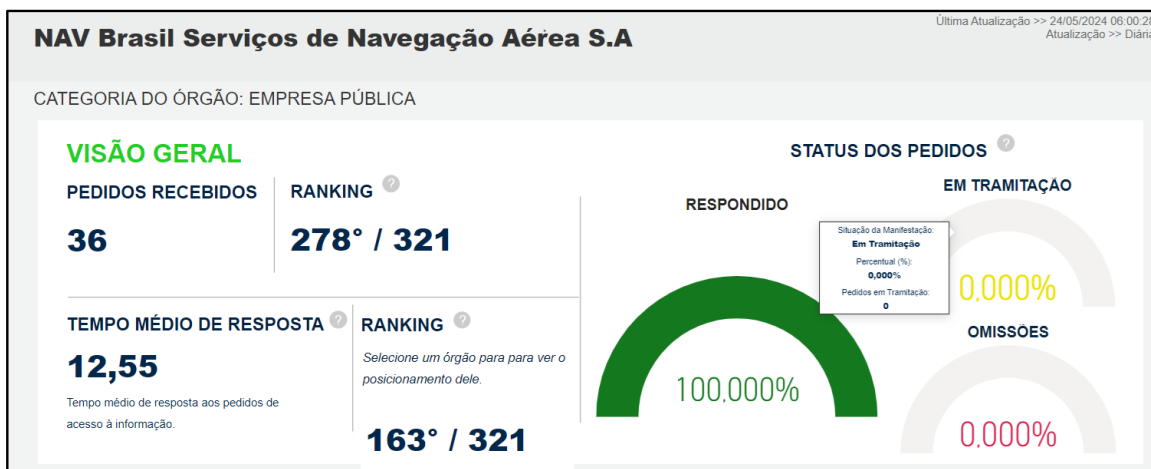 Última Atualização >> 24/05/2024 06:00:28
Atualização >> Diária
NAV Brasil Serviços de Navegação Aérea S.A
CATEGORIA DO ÓRGÃO: EMPRESA PÚBLICA
VISÃO GERAL
PEDIDOS RECEBIDOS
36
RANKING ?
278° / 321
TEMPO MÉDIO DE RESPOSTA ?
12,55
Tempo médio de resposta aos pedidos de
acesso à informação.
RANKING ?
Selecione um órgão para para ver o
posicionamento dele.
163° / 321
STATUS DOS PEDIDOS ?
RESPONDIDO
100,000%
EM TRAMITAÇÃO
0,000%
Situação da Manifestação:
Em Tramitação
Percentual (%):
0,000%
Pedidos em Tramitação:
0
OMISSÕES
0,000%